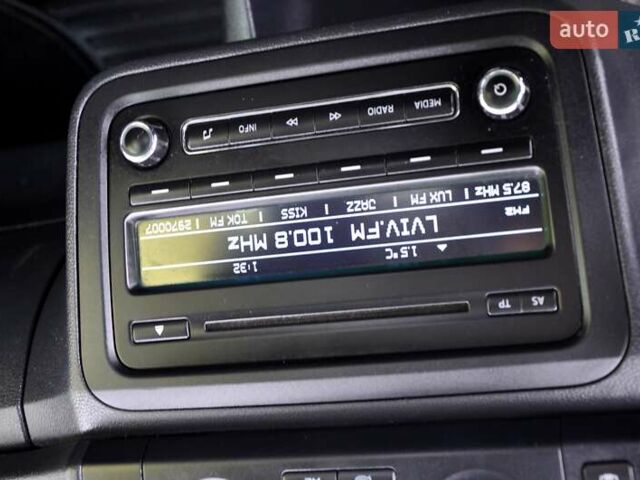 auto
R
AS TP
1.5°C 1:32
LVIV.FM 100.8 MHz
FM2
87.5 MHz | LUX FM | JAZZ | KISS | TOK FM | 2970007
MEDIA RADIO INFO